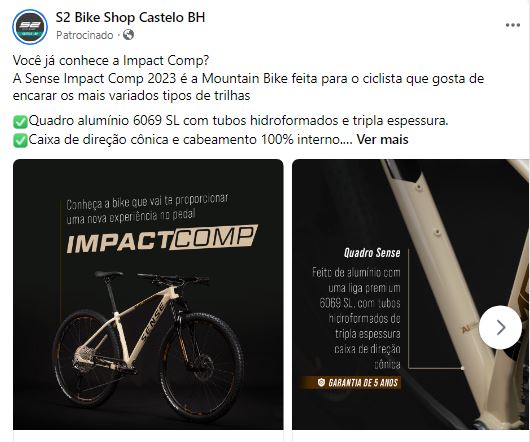 S2 Bike Shop Castelo BH
Patrocinado ·
Você já conhece a Impact Comp?
A Sense Impact Comp 2023 é a Mountain Bike feita para o ciclista que gosta de
encarar os mais variados tipos de trilhas
✅Quadro alumínio 6069 SL com tubos hidroformados e tripla espessura.
✅Caixa de direção cônica e cabeamento 100% interno.... Ver mais
Conheça a bike que vai te proporcionar
uma nova experiência no pedal
IMPACTCOMP
SENSE
Quadro Sense
Feito de alumínio com
uma liga premium
6069 SL, com tubos
hidroformados de
tripla espessura
caixa de direção
cônica
GARANTIA DE 5 ANOS